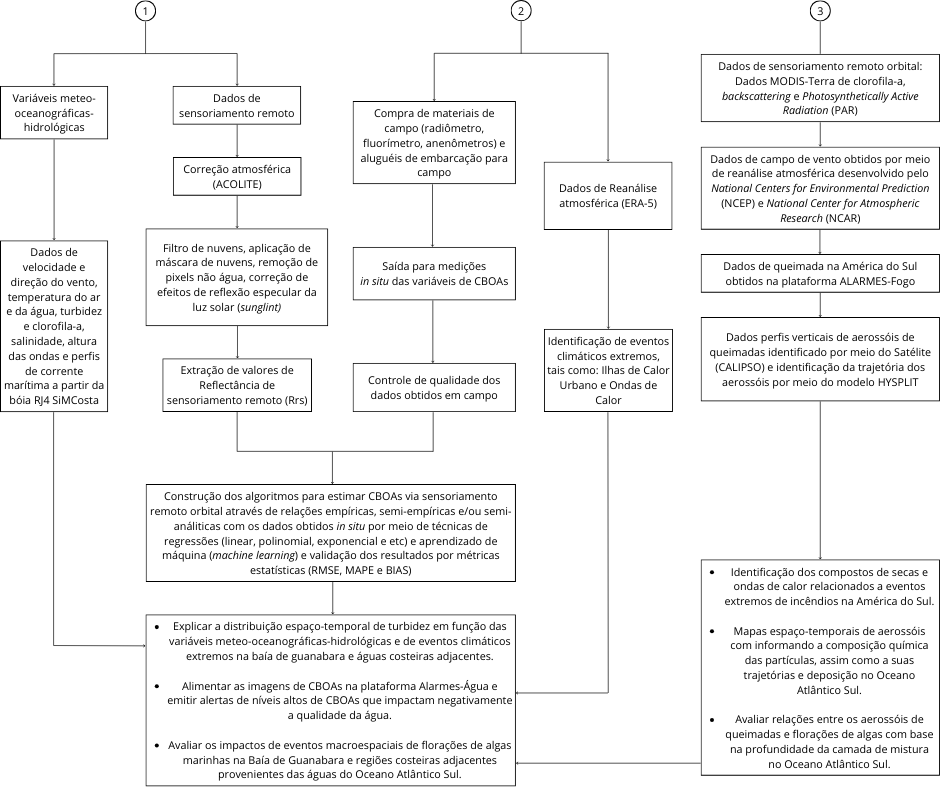 1
2
3
Variáveis meteo-
oceanográficas-
hidrológicas
Dados de
velocidade e
direção do vento,
temperatura do ar
e da água, turbidez
e clorofila-a,
salinidade, altura
das ondas e perfis
de corrente
marítima a partir da
bóia RJ4 SiMCosta
Dados de
sensoriamento remoto
Correção atmosférica
(ACOLITE)
Filtro de nuvens, aplicação de
máscara de nuvens, remoção de
pixels não água, correção de
efeitos de reflexão especular da
luz solar (sunglint)
Extração de valores de
Reflectância de
sensoriamento remoto (Rrs)
Compra de materiais de
campo (radiômetro,
fluorímetro, anenômetros) e
aluguéis de embarcação para
campo
Saída para medições
in situ das variáveis de CBOAs
Controle de qualidade dos
dados obtidos em campo
Dados de Reanálise
atmosférica (ERA-5)
Identificação de eventos
climáticos extremos,
tais como: Ilhas de Calor
Urbano e Ondas de
Calor
Dados de sensoriamento remoto orbital:
Dados MODIS-Terra de clorofila-a,
backscattering e Photosynthetically Active
Radiation (PAR)
Dados de campo de vento obtidos por meio
de reanálise atmosférica desenvolvido pelo
National Centers for Environmental Prediction
(NCEP) e National Center for Atmospheric
Research (NCAR)
Dados de queimada na América do Sul
obtidos na plataforma ALARMES-Fogo
Dados perfis verticais de aerossóis de
queimadas identificado por meio do Satélite
(CALIPSO) e identificação da trajetória dos
aerossóis por meio do modelo HYSPLIT
Construção dos algoritmos para estimar CBOAs via sensoriamento
remoto orbital através de relações empíricas, semi-empíricas e/ou semi-
análiticas com os dados obtidos in situ por meio de técnicas de
regressões (linear, polinomial, exponencial e etc) e aprendizado de
máquina (machine learning) e validação dos resultados por métricas
estatísticas (RMSE, MAPE e BIAS)
• Explicar a distribuição espaço-temporal de turbidez em função das
variáveis meteo-oceanográficas-hidrológicas e de eventos climáticos
extremos na baía de guanabara e águas costeiras adjacentes.
• Alimentar as imagens de CBOAs na plataforma Alarmes-Água e
emitir alertas de níveis altos de CBOAs que impactam negativamente
a qualidade da água.
• Avaliar os impactos de eventos macroespaciais de florações de algas
marinhas na Baía de Guanabara e regiões costeiras adjacentes
provenientes das águas do Oceano Atlântico Sul.
• Identificação dos compostos de secas e
ondas de calor relacionados a eventos
extremos de incêndios na América do Sul.
• Mapas espaço-temporais de aerossóis
com informando a composição química
das partículas, assim como a suas
trajetórias e deposição no Oceano
Atlântico Sul.
• Avaliar relações entre os aerossóis de
queimadas e florações de algas com base
na profundidade da camada de mistura
no Oceano Atlântico Sul.